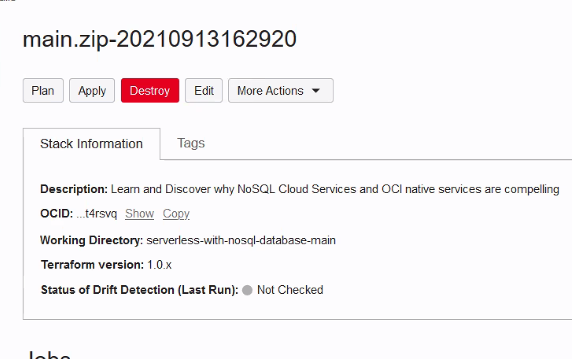 main.zip-20210913162920
Plan Apply Destroy Edit More Actions
Stack Information Tags
Description: Learn and Discover why NoSQL Cloud Services and OCI native services are compelling
OCID: ...t4rsvq Show Copy
Working Directory: serverless-with-nosql-database-main
Terraform version: 1.0.x
Status of Drift Detection (Last Run): Not Checked
Jobs